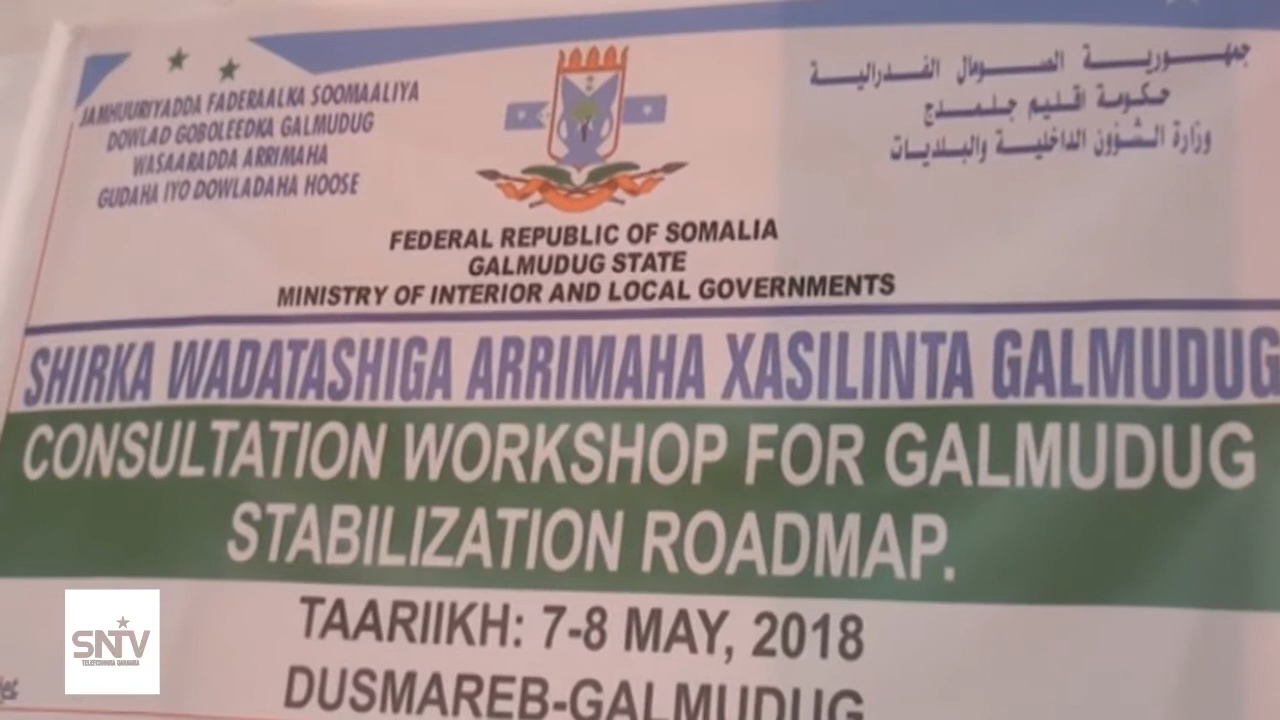 JAMHUURIYADDA FADERAALKA SOOMAALIYA
DOWLAD GOBOLEEDKA GALMUDUG
WASAARADDA ARRIMAHA
GUDAHA IYO DOWLADAHA HOOSE
جمهورية الصومال الفدرالية
حكومة اقليم جلمدج
وزارة الشؤون الداخلية والبلديات
FEDERAL REPUBLIC OF SOMALIA
GALMUDUG STATE
MINISTRY OF INTERIOR AND LOCAL GOVERNMENTS
SHIRKA WADATASHIGA ARRIMAHA XASILINTA GALMUDUG
CONSULTATION WORKSHOP FOR GALMUDUG
STABILIZATION ROADMAP.
TAARIIKH: 7-8 MAY, 2018
DUSMAREB-GALMUDUG
SNTV